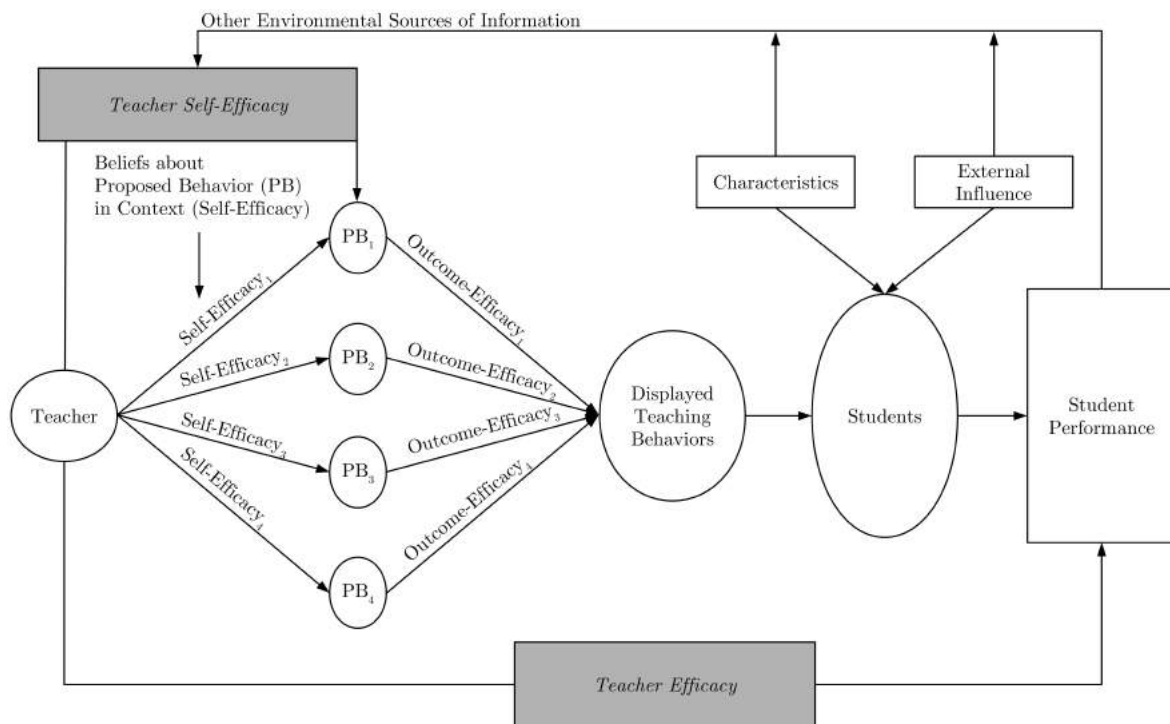 Other Environmental Sources of Information
Teacher Self-Efficacy
Beliefs about
Proposed Behavior (PB)
in Context (Self-Efficacy)
Characteristics
External
Influence
PB₁
Self-Efficacy₁
Outcome-Efficacy₁
PB₂
Self-Efficacy₂
Outcome-Efficacy₂
Teacher
Self-Efficacy₃
Outcome-Efficacy₃
PB₃
Self-Efficacy₄
Outcome-Efficacy₄
PB₄
Displayed
Teaching
Behaviors
Students
Student
Performance
Teacher Efficacy